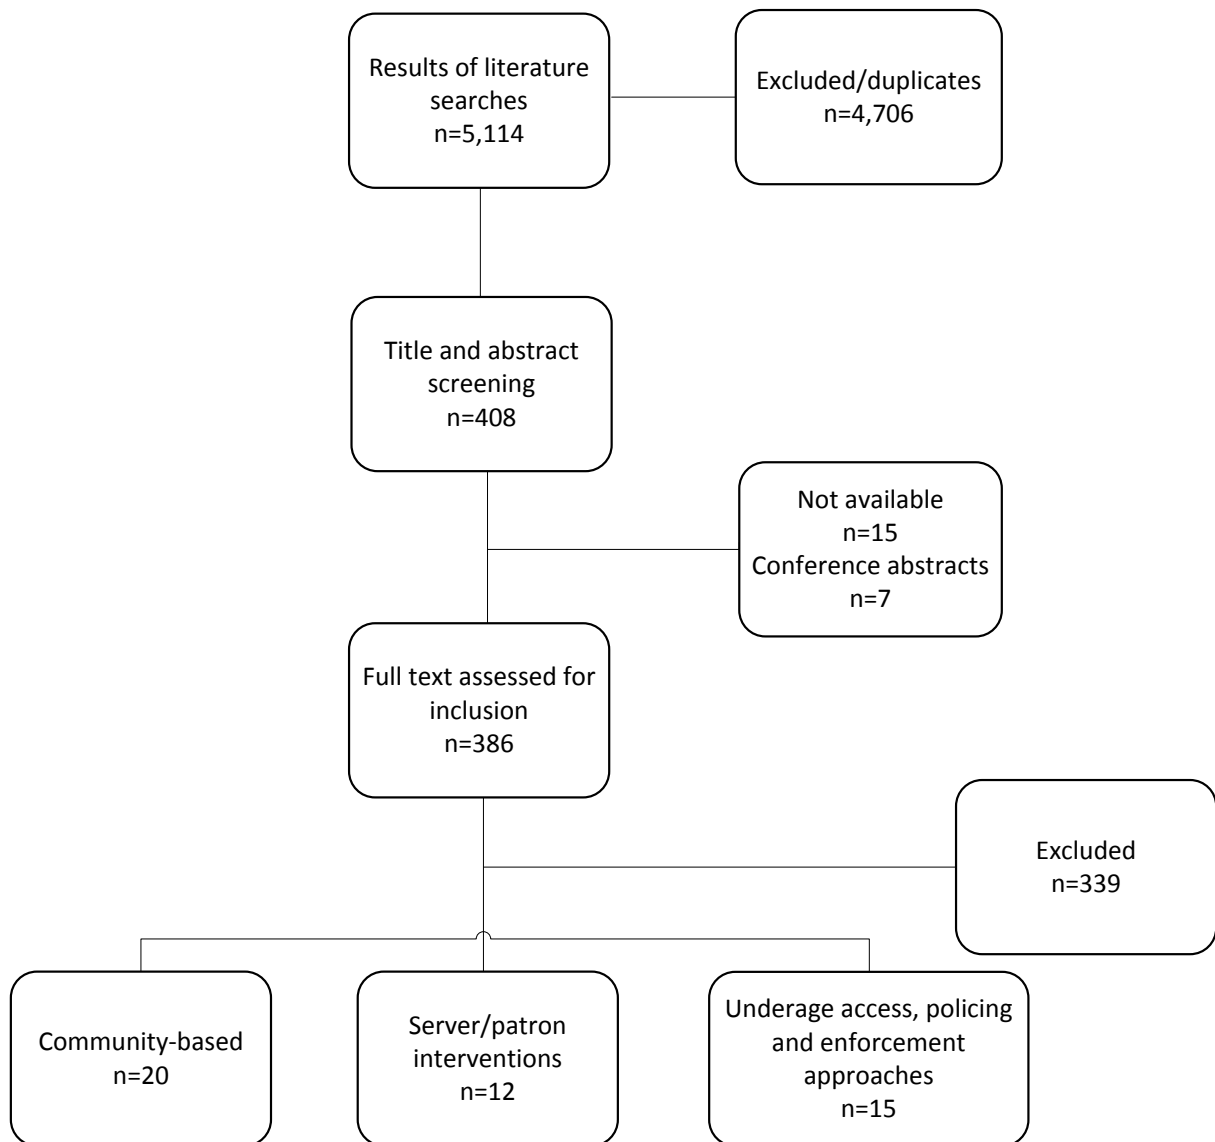 Results of literature
searches
n=5,114
Excluded/duplicates
n=4,706
Title and abstract
screening
n=408
Not available
n=15
Conference abstracts
n=7
Full text assessed for
inclusion
n=386
Excluded
n=339
Community-based
n=20
Server/patron
interventions
n=12
Underage access, policing
and enforcement
approaches
n=15